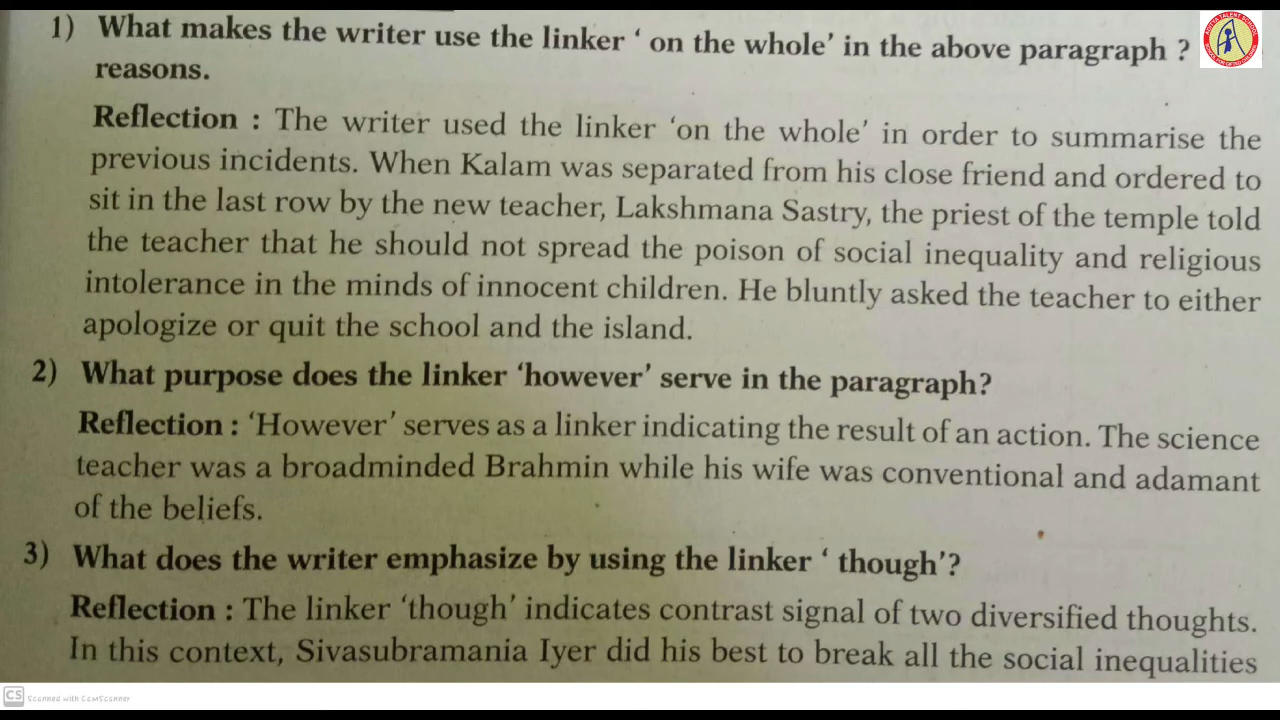 1) What makes the writer use the linker ‘ on the whole’ in the above paragraph ?
reasons.
Reflection : The writer used the linker ‘on the whole’ in order to summarise the
previous incidents. When Kalam was separated from his close friend and ordered to
sit in the last row by the new teacher, Lakshmana Sastry, the priest of the temple told
the teacher that he should not spread the poison of social inequality and religious
intolerance in the minds of innocent children. He bluntly asked the teacher to either
apologize or quit the school and the island.
2) What purpose does the linker ‘however’ serve in the paragraph?
Reflection : ‘However’ serves as a linker indicating the result of an action. The science
teacher was a broadminded Brahmin while his wife was conventional and adamant
of the beliefs.
3) What does the writer emphasize by using the linker ‘ though’?
Reflection : The linker ‘though’ indicates contrast signal of two diversified thoughts.
In this context, Sivasubramania Iyer did his best to break all the social inequalities
CS Scanned with CamScanner